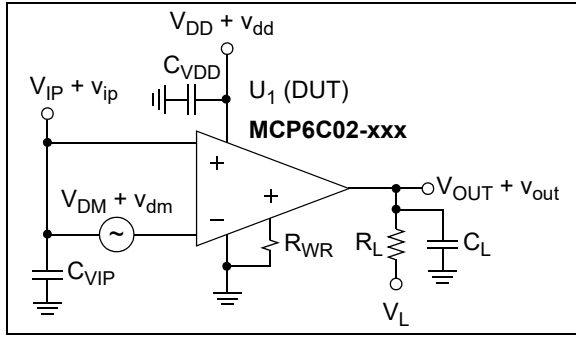 V_DD + v_dd
C_VDD
V_IP + v_ip
U_1 (DUT)
MCP6C02-xxx
+
V_DM + v_dm
+
V_OUT + v_out
~
−
R_WR
R_L
C_L
C_VIP
V_L